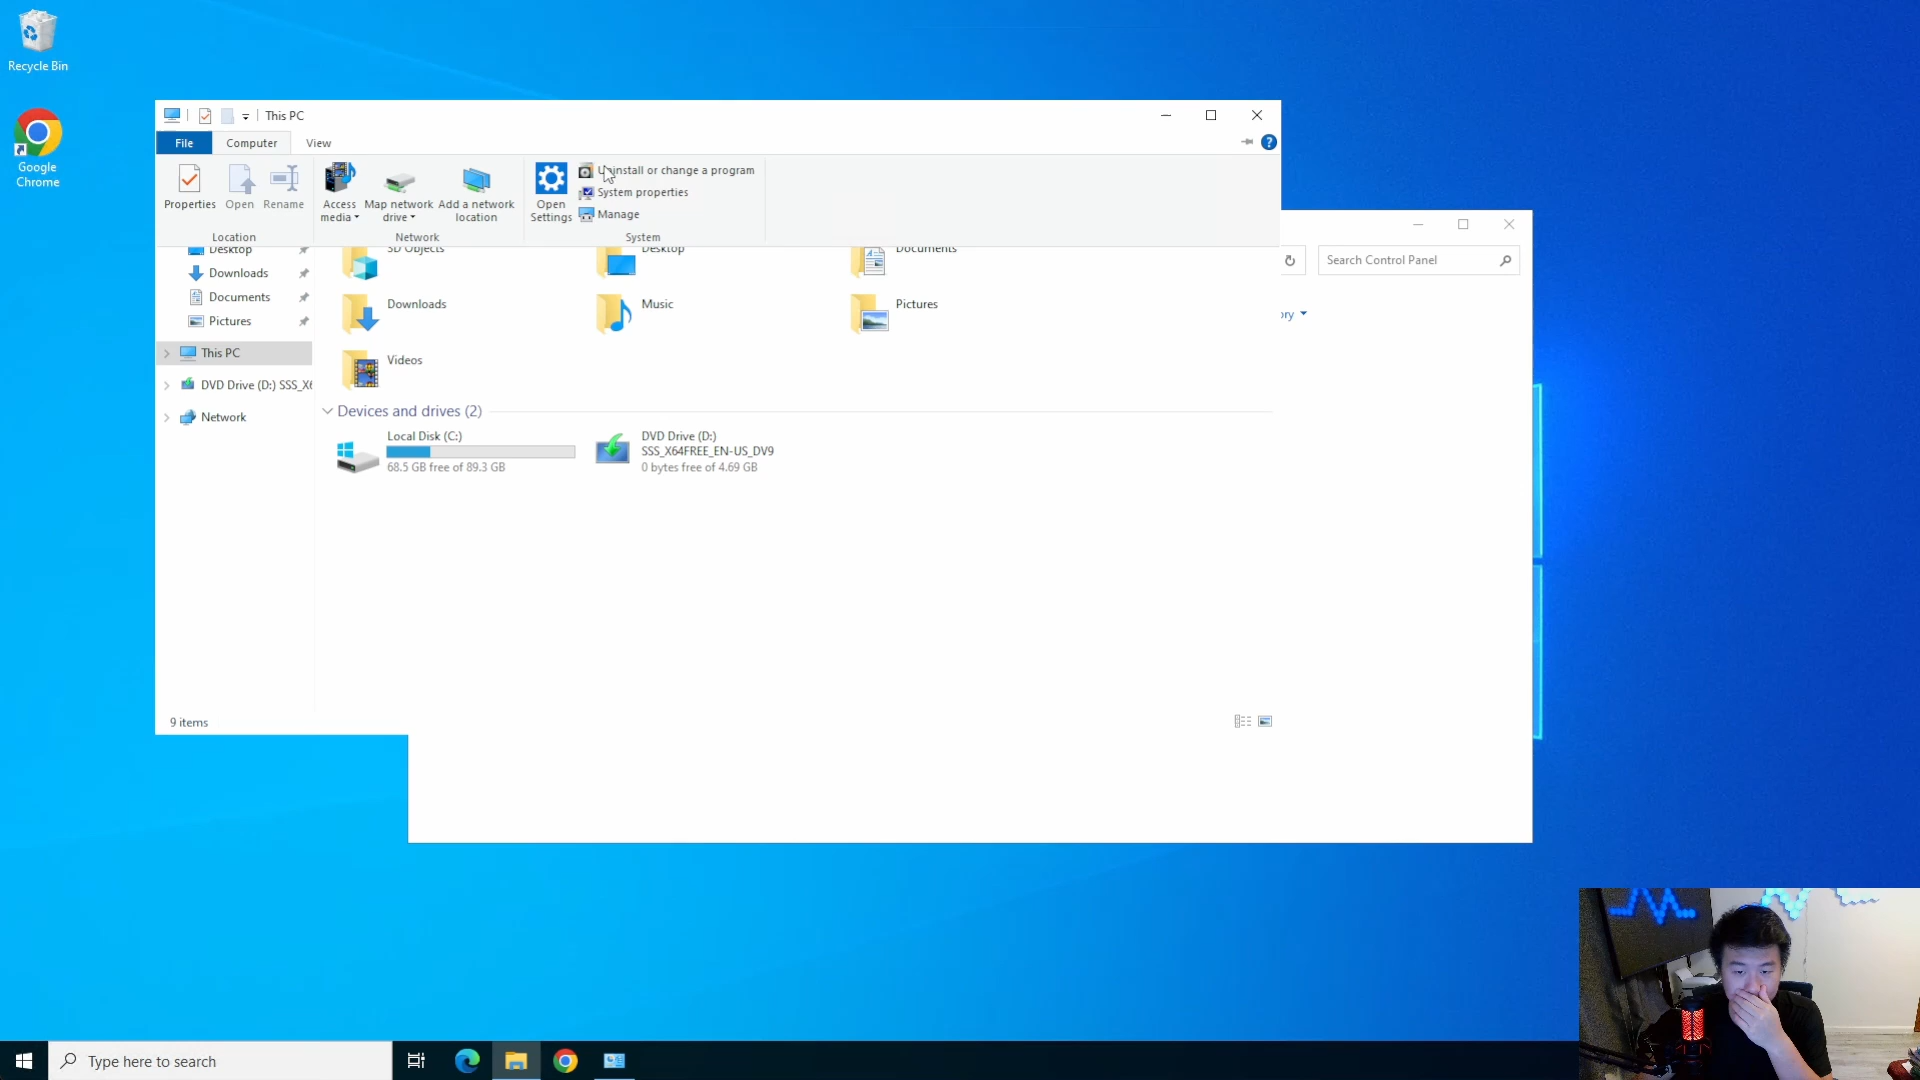 Recycle Bin
Google
Chrome
This PC
File
Computer
View
Properties
Open
Rename
Access
media
Map network
drive
Add a network
location
Open
Settings
Uninstall or change a program
System properties
Manage
Location
Network
System
Desktop
Downloads
Documents
Pictures
This PC
DVD Drive (D:) SSS_X6
Network
3D Objects
Desktop
Documents
Downloads
Music
Pictures
Videos
Devices and drives (2)
Local Disk (C:)
68.5 GB free of 89.3 GB
DVD Drive (D:)
SSS_X64FREE_EN-US_DV9
0 bytes free of 4.69 GB
9 items
Search Control Panel
ory
Type here to search